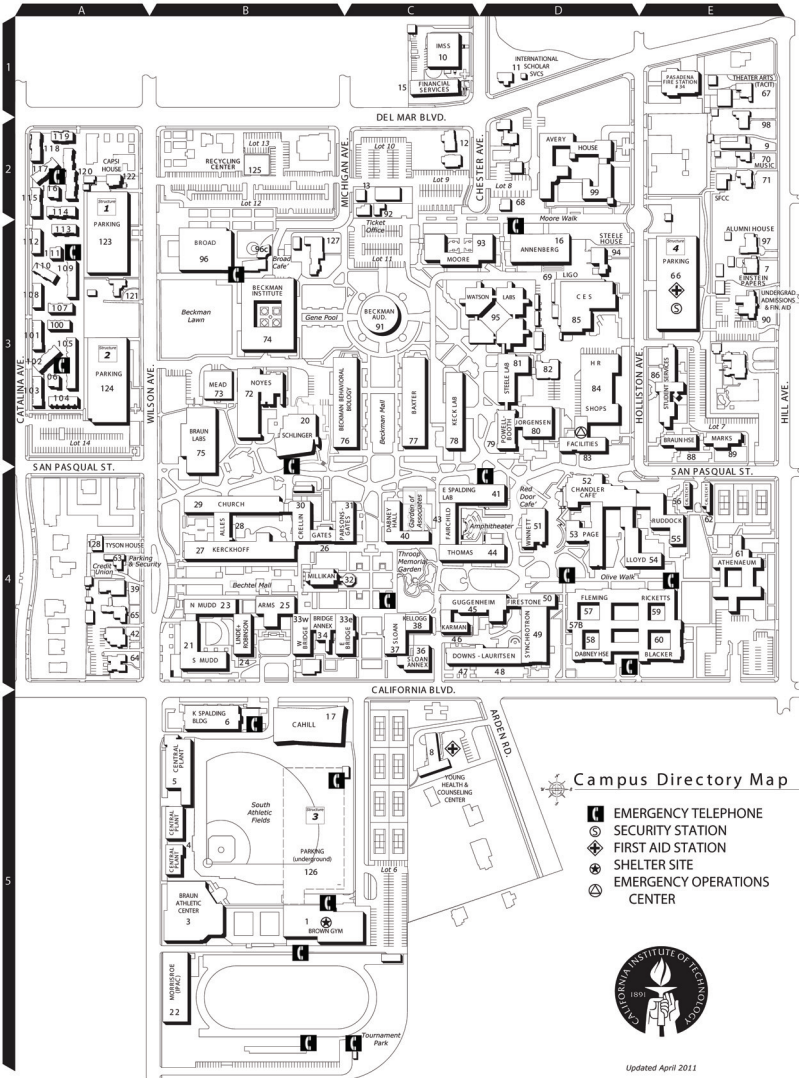 A
B
C
D
E
1
IMSS
10
15
FINANCIAL
SERVICES
11
INTERNATIONAL
SCHOLAR
SVCS
PASADENA
FIRE STATION
# 34
THEATER ARTS
(TACIT)
67
98
DEL MAR BLVD.
2
119
118
117
115
114
113
112
CAPSI
HOUSE
120
122
Structure
1
PARKING
123
Lot 13
RECYCLING
CENTER
125
Lot 12
MICHIGAN AVE.
Lot 10
12
Lot 9
13
92
Ticket
Office
CHESTER AVE.
Lot 8
68
AVERY
HOUSE
99
Moore Walk
9
70
MUSIC
71
SFCC
3
110
109
108
107
101
100
105
102
103
104
121
Structure
2
PARKING
124
Lot 14
CATALINA AVE.
WILSON AVE.
BROAD
96
96c
Broad
Cafe'
127
Lot 11
Beckman
Lawn
BECKMAN
INSTITUTE
74
Gene Pool
BECKMAN
AUD.
91
MOORE
93
ANNENBERG
16
STEELE
HOUSE
94
69
LIGO
WATSON
LABS
95
C E S
85
Structure
4
PARKING
66
ALUMNI HOUSE
97
7
EINSTEIN
PAPERS
UNDERGRAD
ADMISSIONS
& FIN. AID
90
MEAD
73
NOYES
72
BRAUN
LABS
75
20
SCHLINGER
BECKMAN BEHAVIORAL
BIOLOGY
76
Beckman Mall
BAXTER
77
KECK LAB
78
81
STEELE LAB
82
H R
84
SHOPS
79
POWELL
BOOTH
JORGENSEN
80
FACILITIES
83
HOLLISTON AVE.
86
STUDENT SERVICES
BRAUN HSE
88
MARKS
89
Lot 7
HILL AVE.
SAN PASQUAL ST.
SAN PASQUAL ST.
4
128
TYSON HOUSE
63
Parking
& Security
Credit
Union
39
65
42
64
29
CHURCH
ALLES
28
30
CRELLIN
27
KERCKHOFF
GATES
26
31
PARSONS
GATES
DABNEY
HALL
40
Garden of
Associates
43
E SPALDING
LAB
41
FAIRCHILD
Amphitheater
THOMAS
44
Red
Door
Cafe'
WINNETT
51
52
CHANDLER
CAFE'
53
PAGE
LLOYD 54
RUDDOCK
55
56
62
61
ATHENAEUM
Olive Walk
Bechtel Mall
MILLIKAN
32
Throop
Memorial
Garden
N MUDD 23
ARMS 25
21
S MUDD
LINDE+
ROBINSON
24
33w
W BRIDGE
BRIDGE
ANNEX
34
33e
E BRIDGE
SLOAN
37
KELLOGG
38
36
SLOAN
ANNEX
GUGGENHEIM
45
FIRESTONE
50
KARMAN
46
DOWNS - LAURITSEN
47
48
SYNCHROTRON
49
FLEMING
57
57B
58
DABNEY HSE
RICKETTS
59
60
BLACKER
CALIFORNIA BLVD.
5
K SPALDING
BLDG
6
CAHILL
17
CENTRAL
PLANT
5
CENTRAL
PLANT
4
CENTRAL
PLANT
South
Athletic
Fields
Structure
3
PARKING
(underground)
126
BRAUN
ATHLETIC
CENTER
3
1
BROWN GYM
Lot 6
MORRISROE
(IPAC)
22
Tournament
Park
8
YOUNG
HEALTH &
COUNSELING
CENTER
ARDEN RD.
N
W
E
S
Campus Directory Map
EMERGENCY TELEPHONE
S SECURITY STATION
FIRST AID STATION
SHELTER SITE
EMERGENCY OPERATIONS
CENTER
CALIFORNIA INSTITUTE OF TECHNOLOGY
1891
Updated April 2011